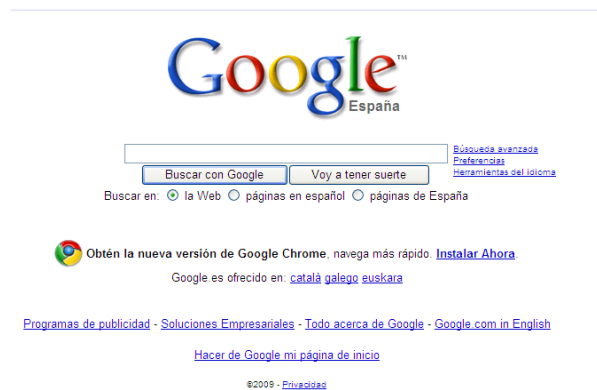 Google™
España
Búsqueda avanzada
Preferencias
Herramientas del idioma
Buscar con Google Voy a tener suerte
Buscar en: la Web páginas en español páginas de España
Obtén la nueva versión de Google Chrome, navega más rápido. Instalar Ahora.
Google.es ofrecido en: català galego euskara
Programas de publicidad - Soluciones Empresariales - Todo acerca de Google - Google.com in English
Hacer de Google mi página de inicio
©2009 - Privacidad